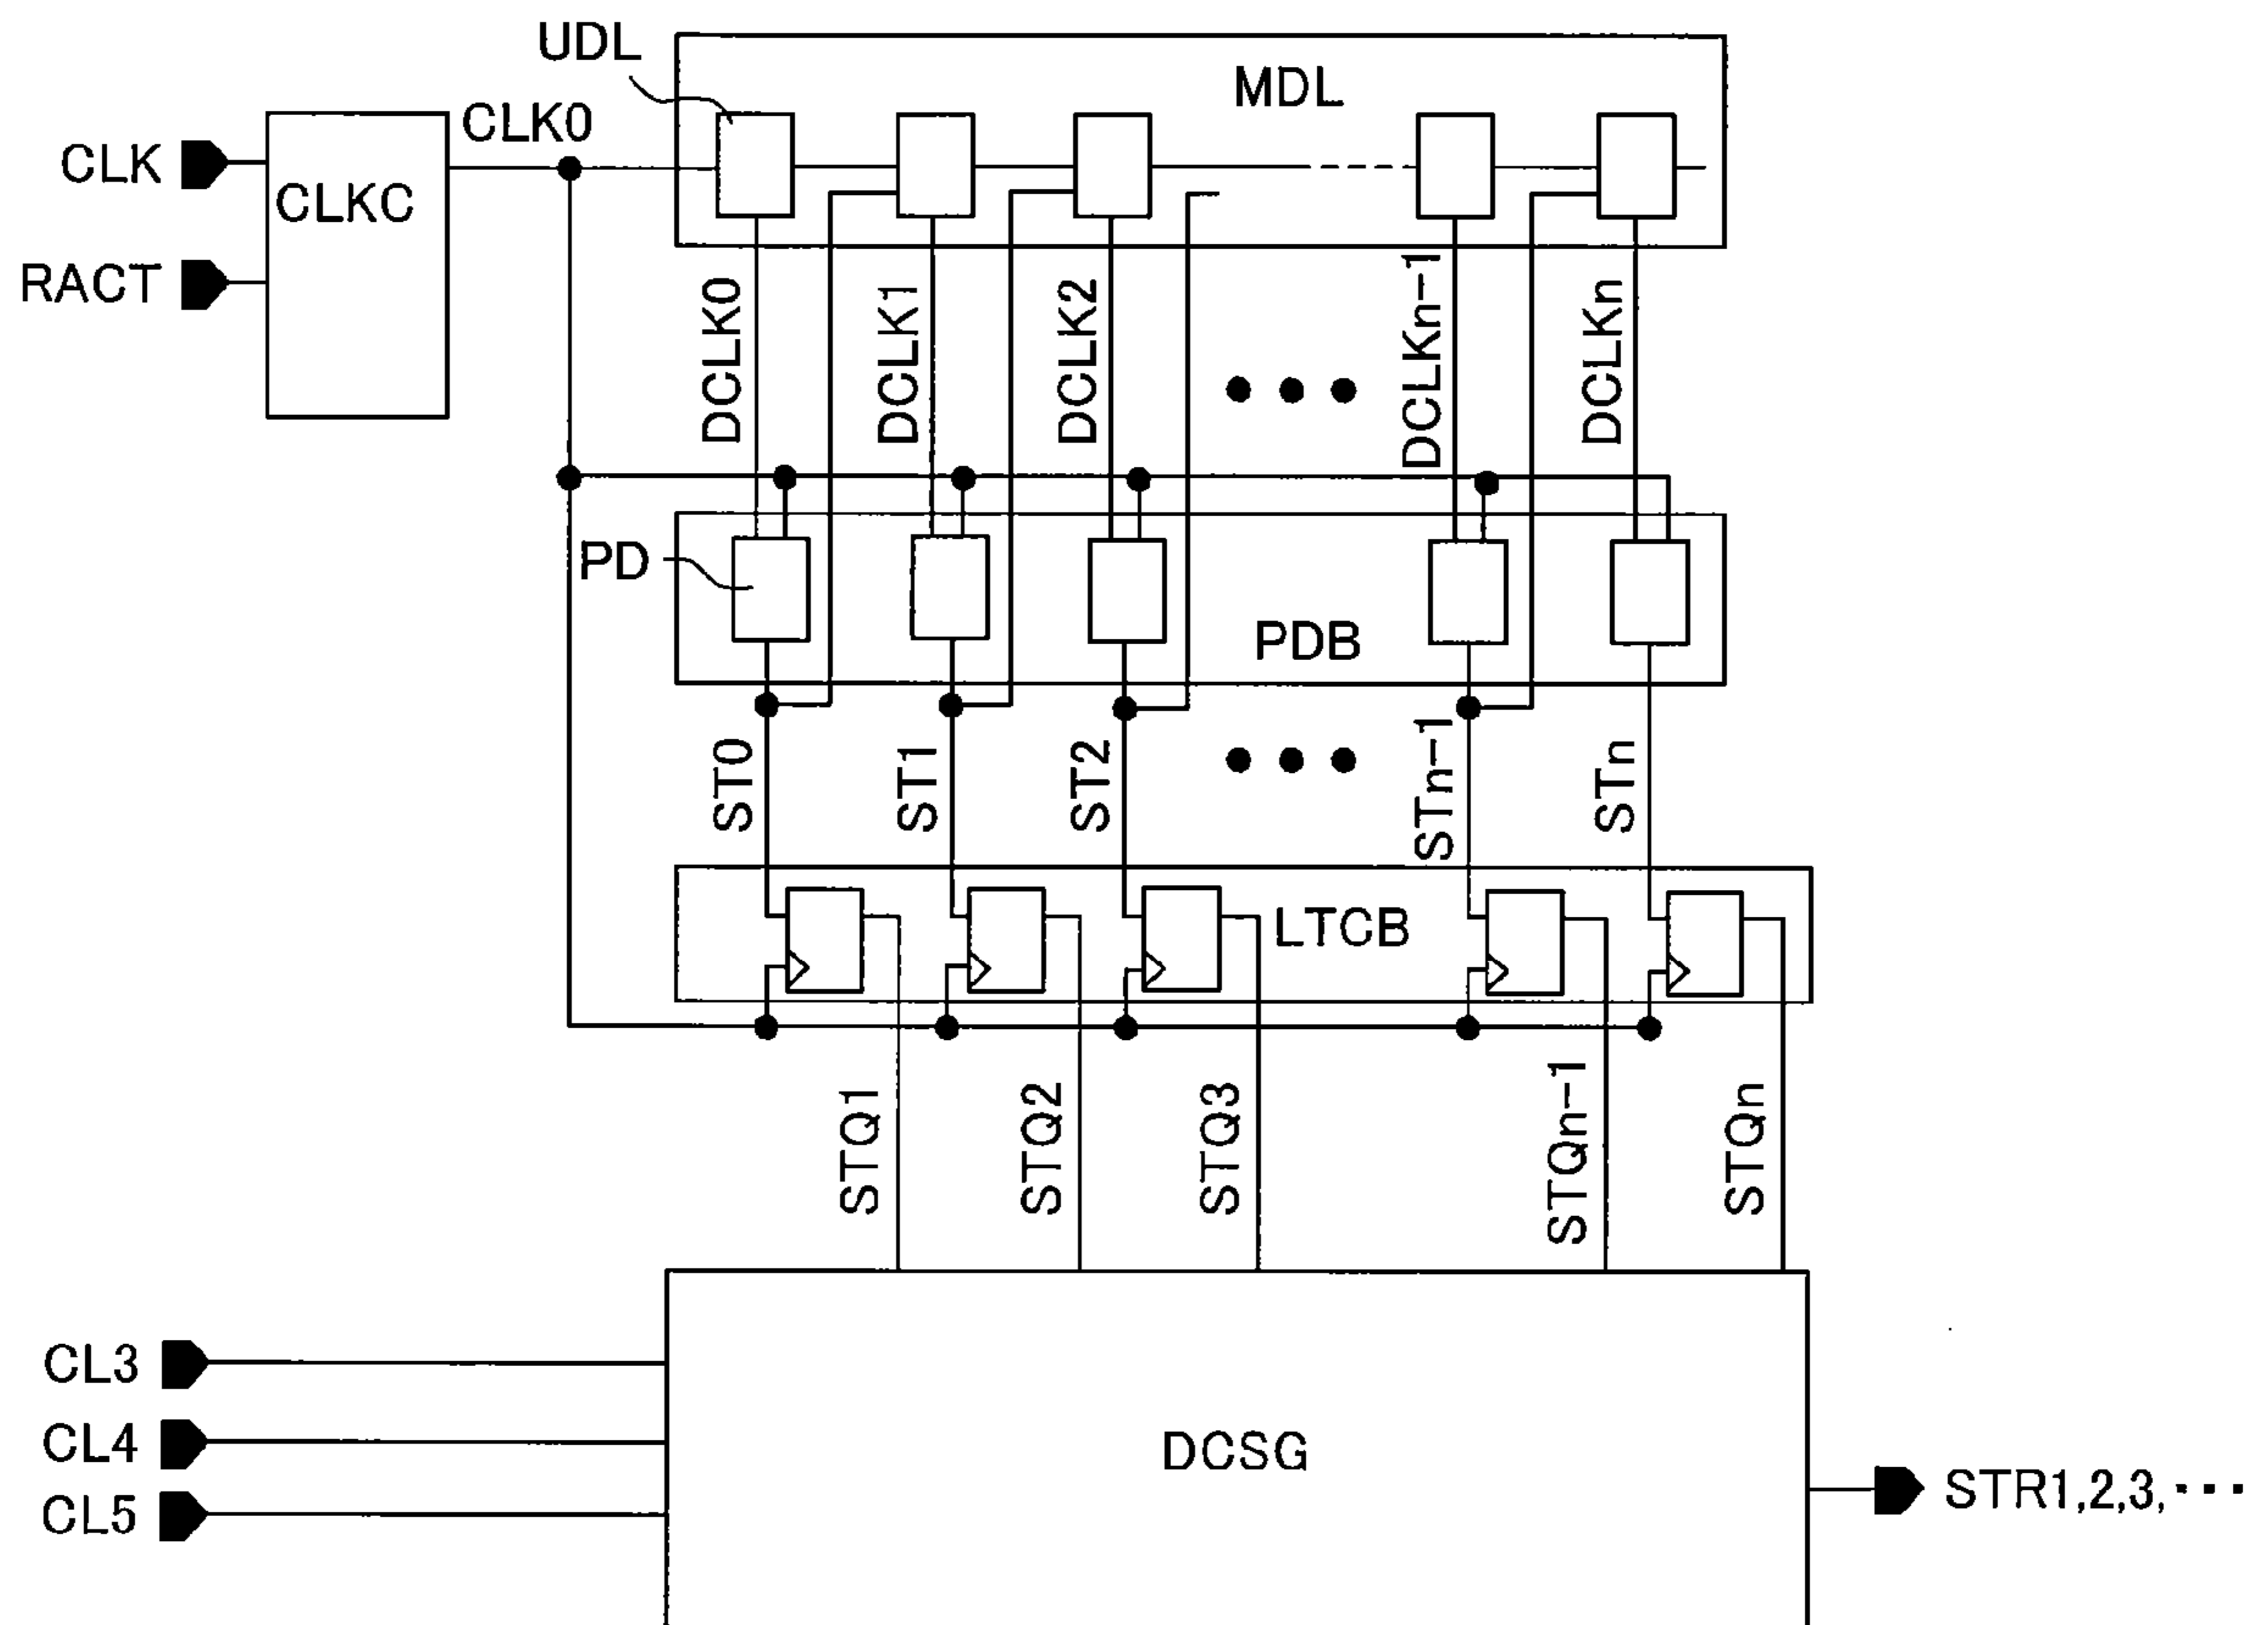 UDL
MDL
CLK0
CLK
CLKC
RACT
DCLK0
DCLK1
DCLK2
DCLKn-1
DCLKn
PD
PDB
ST0
ST1
ST2
STn-1
STn
LTCB
STQ1
STQ2
STQ3
STQn-1
STQn
CL3
CL4
CL5
DCSG
STR1,2,3,···